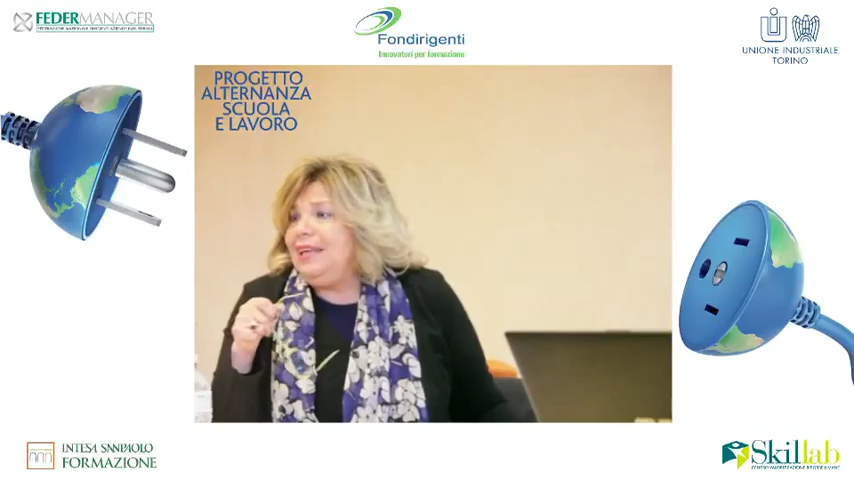 FEDERMANAGER
Fondirigenti
Innovatori per formazione
UNIONE INDUSTRIALE
TORINO
PROGETTO
ALTERNANZA
SCUOLA
E LAVORO
INTESA SANPAOLO
FORMAZIONE
Skillab